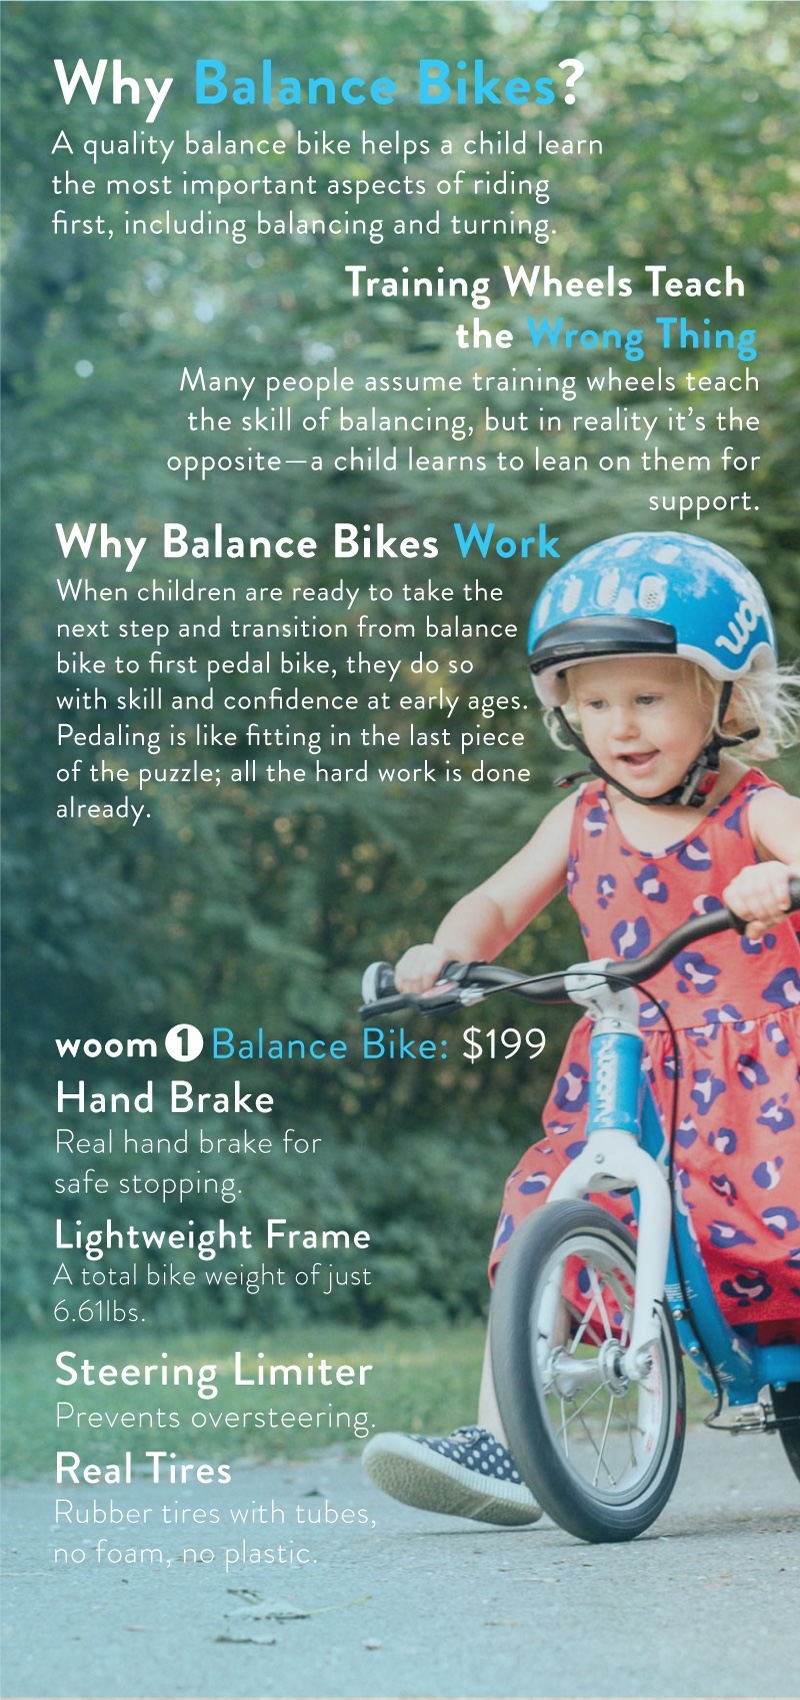 Why Balance Bikes?
A quality balance bike helps a child learn
the most important aspects of riding
first, including balancing and turning.
Training Wheels Teach
the Wrong Thing
Many people assume training wheels teach
the skill of balancing, but in reality it's the
opposite—a child learns to lean on them for
support.
Why Balance Bikes Work
When children are ready to take the
next step and transition from balance
bike to first pedal bike, they do so
with skill and confidence at early ages.
Pedaling is like fitting in the last piece
of the puzzle; all the hard work is done
already.
woom 1 Balance Bike: $199
Hand Brake
Real hand brake for
safe stopping.
Lightweight Frame
A total bike weight of just
6.61lbs.
Steering Limiter
Prevents oversteering.
Real Tires
Rubber tires with tubes,
no foam, no plastic.
woom